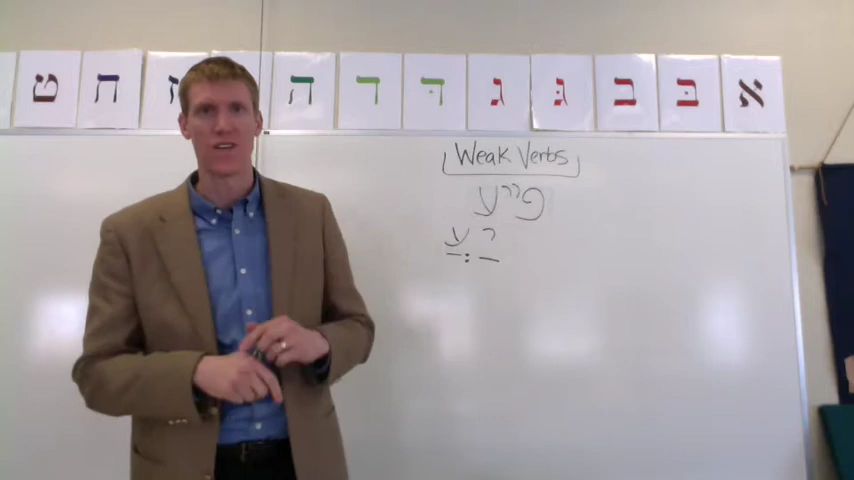 א בּ ב גּ ג דּ ד ה ח ט
Weak Verbs
פ״ע
ר ע